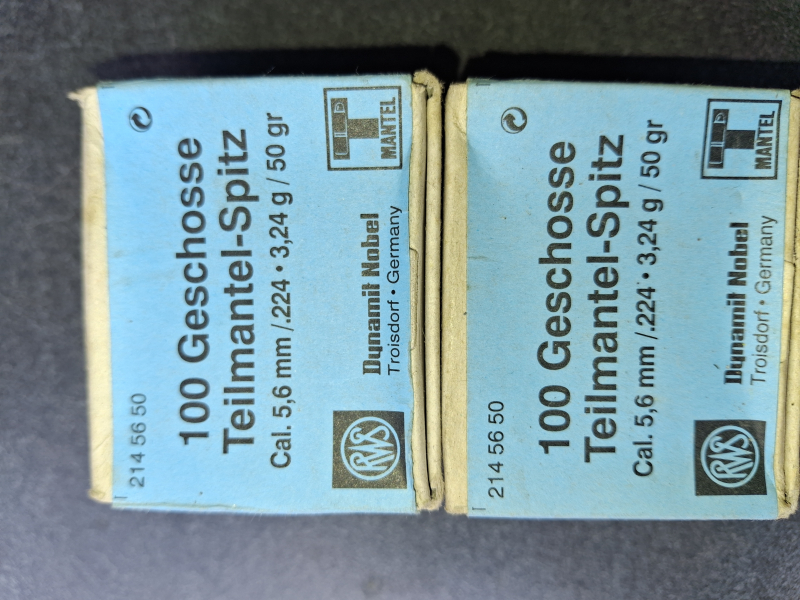 214 56 50
100 Geschosse
Teilmantel-Spitz
Cal. 5,6 mm/.224 • 3,24 g / 50 gr
RWS
Dynamit Nobel
Troisdorf • Germany
T
MANTEL
214 56 50
100 Geschosse
Teilmantel-Spitz
Cal. 5,6 mm/.224 • 3,24 g / 50 gr
RWS
Dynamit Nobel
Troisdorf • Germany
T
MANTEL